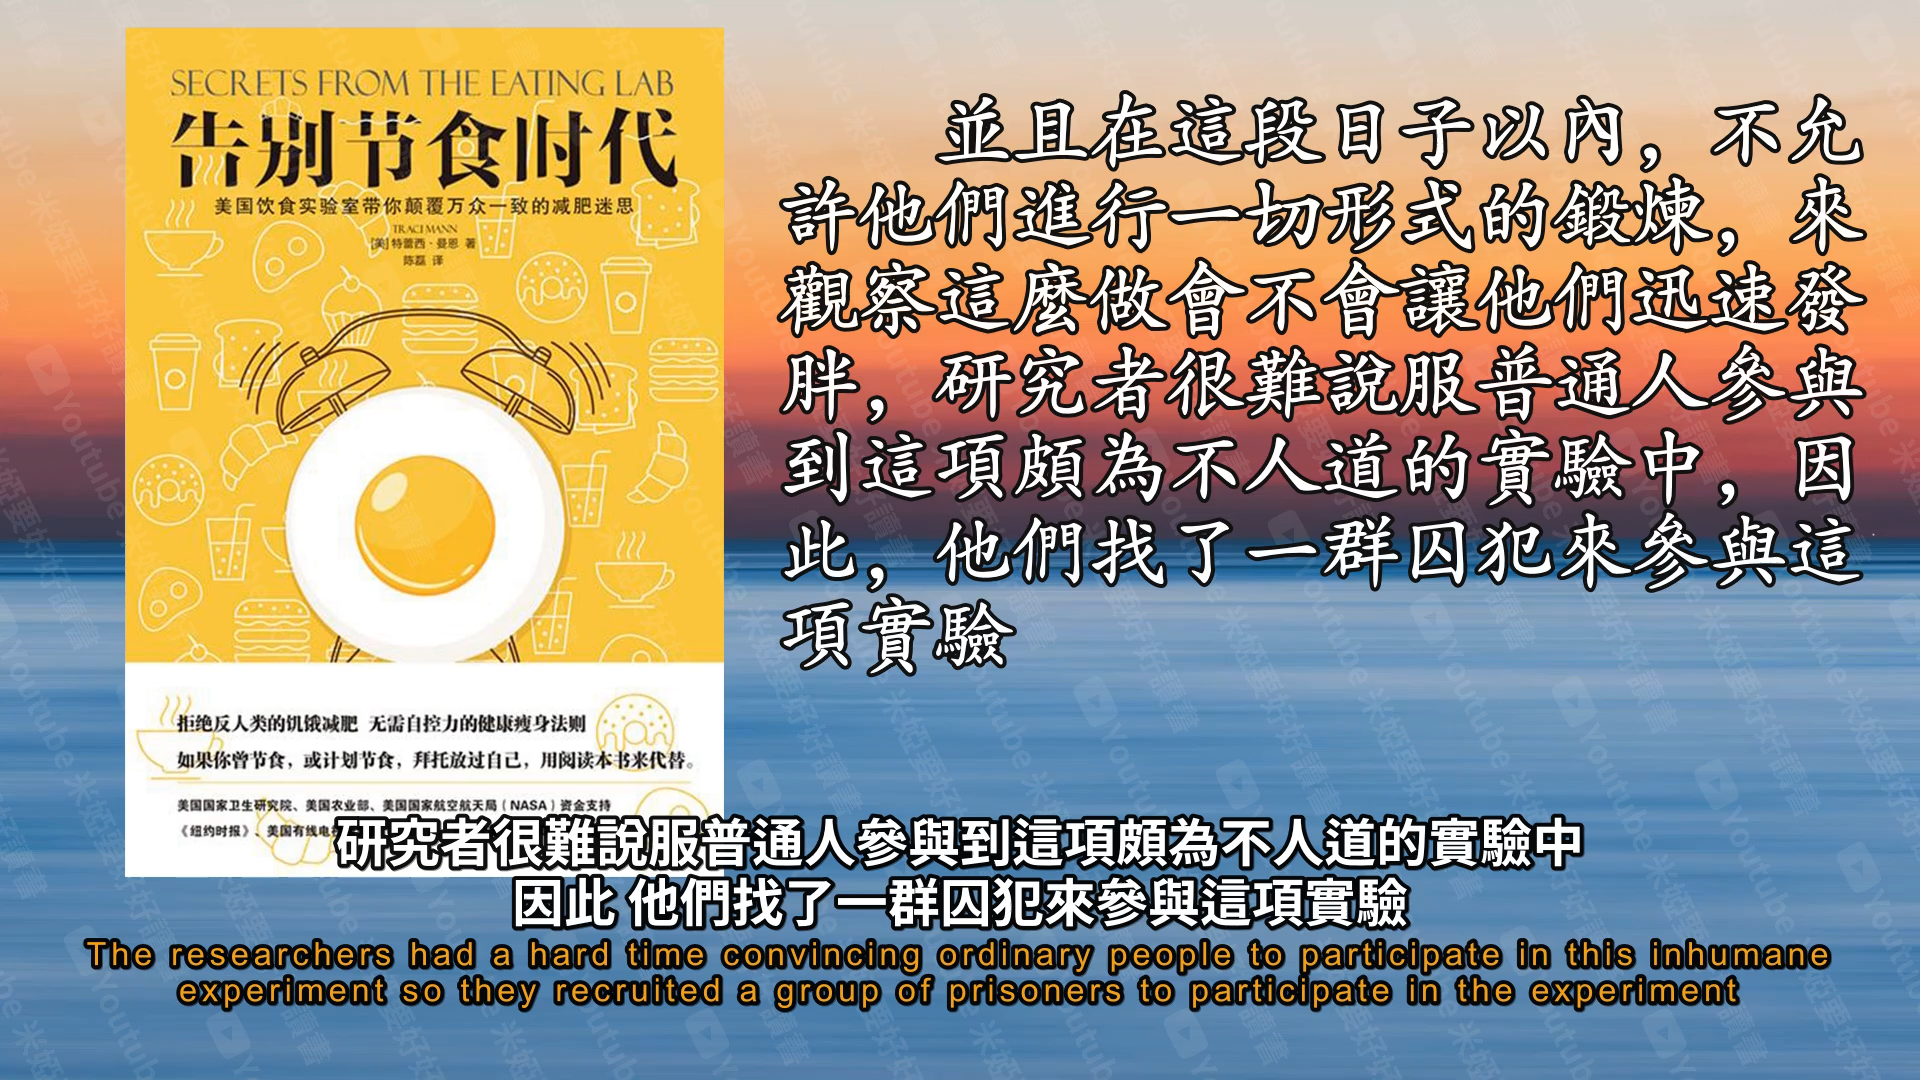 SECRETS FROM THE EATING LAB
告别节食时代
美国饮食实验室带你颠覆万众一致的减肥迷思
TRACI MANN
[美] 特蕾西·曼恩 著
陈磊 译
拒绝反人类的饥饿减肥 无需自控力的健康瘦身法则
如果你曾节食，或计划节食，拜托放过自己，用阅读本书来代替。
美国国家卫生研究院、美国农业部、美国国家航空航天局（NASA）资金支持
《纽约时报》、美国有线电
並且在這段日子以內，不允
許他們進行一切形式的鍛煉，來
觀察這麼做會不會讓他們迅速發
胖，研究者很難說服普通人參與
到這項頗為不人道的實驗中，因
此，他們找了一群囚犯來參與這
項實驗
研究者很難說服普通人參與到這項頗為不人道的實驗中
因此 他們找了一群囚犯來參與這項實驗
The researchers had a hard time convincing ordinary people to participate in this inhumane
experiment so they recruited a group of prisoners to participate in the experiment